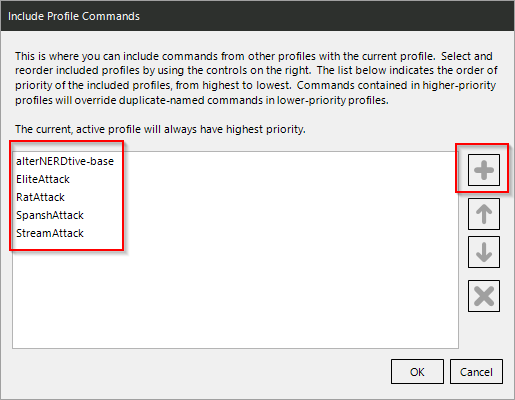 Include Profile Commands
This is where you can include commands from other profiles with the current profile.  Select and
reorder included profiles by using the controls on the right.  The list below indicates the order of
priority of the included profiles, from highest to lowest.  Commands contained in higher-priority
profiles will override duplicate-named commands in lower-priority profiles.
The current, active profile will always have highest priority.
alterNERDtive-base
EliteAttack
RatAttack
SpanshAttack
StreamAttack
OK
Cancel